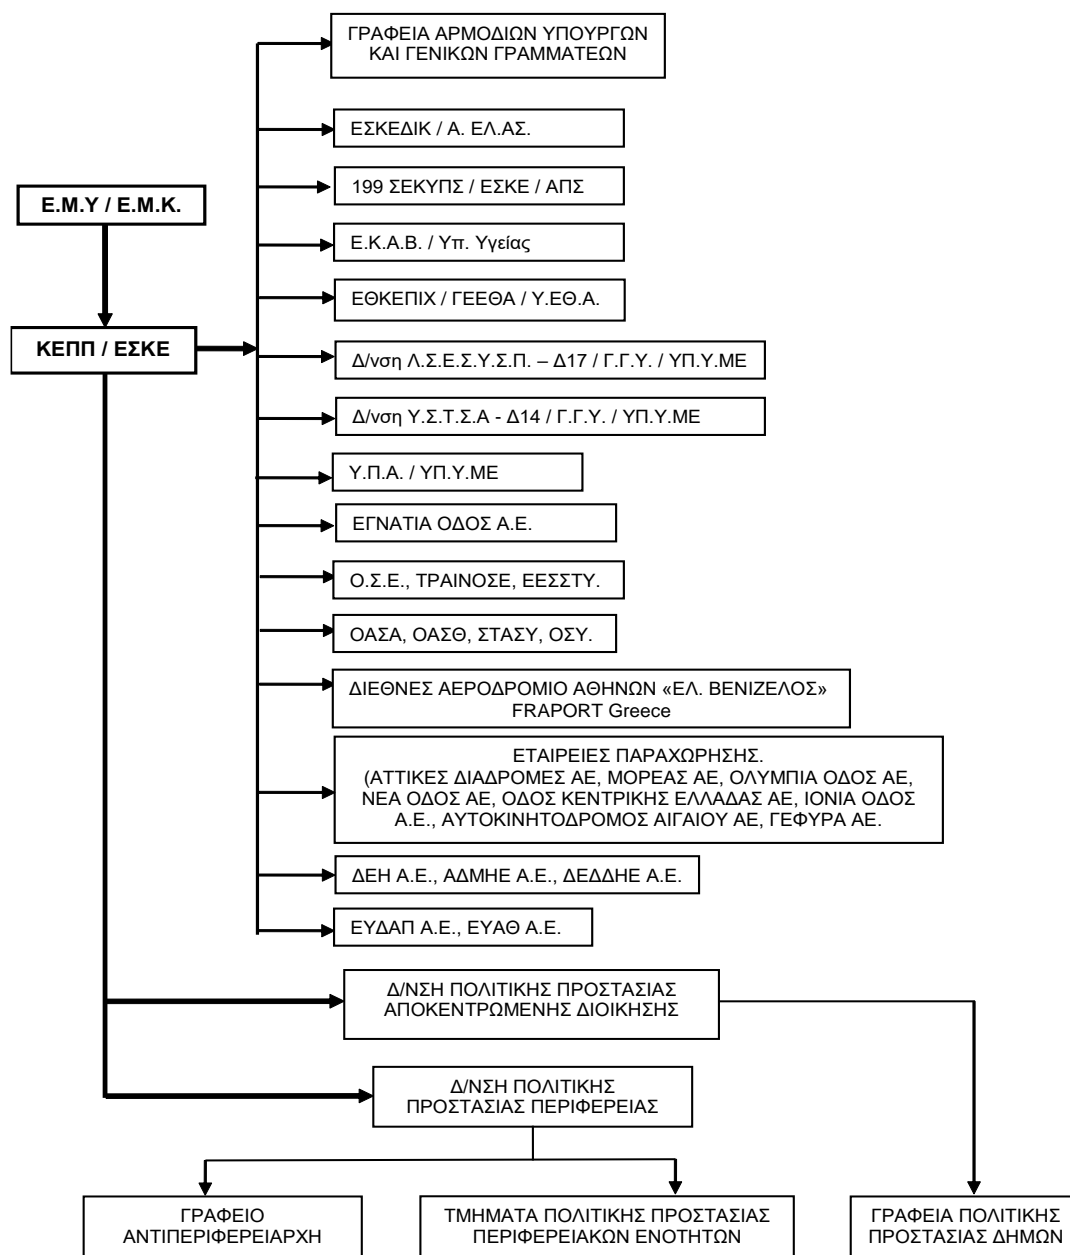 ΓΡΑΦΕΙΑ ΑΡΜΟΔΙΩΝ ΥΠΟΥΡΓΩΝ
ΚΑΙ ΓΕΝΙΚΩΝ ΓΡΑΜΜΑΤΕΩΝ
ΕΣΚΕΔΙΚ / Α. ΕΛ.ΑΣ.
199 ΣΕΚΥΠΣ / ΕΣΚΕ / ΑΠΣ
Ε.Μ.Υ / Ε.Μ.Κ.
Ε.Κ.Α.Β. / Υπ. Υγείας
ΕΘΚΕΠΙΧ / ΓΕΕΘΑ / Υ.ΕΘ.Α.
ΚΕΠΠ / ΕΣΚΕ
Δ/νση Λ.Σ.Ε.Σ.Υ.Σ.Π. – Δ17 / Γ.Γ.Υ. / ΥΠ.Υ.ΜΕ
Δ/νση Υ.Σ.Τ.Σ.Α - Δ14 / Γ.Γ.Υ. / ΥΠ.Υ.ΜΕ
Υ.Π.Α. / ΥΠ.Υ.ΜΕ
ΕΓΝΑΤΙΑ ΟΔΟΣ Α.Ε.
Ο.Σ.Ε., ΤΡΑΙΝΟΣΕ, ΕΕΣΣΤΥ.
ΟΑΣΑ, ΟΑΣΘ, ΣΤΑΣΥ, ΟΣΥ.
ΔΙΕΘΝΕΣ ΑΕΡΟΔΡΟΜΙΟ ΑΘΗΝΩΝ «ΕΛ. ΒΕΝΙΖΕΛΟΣ»
FRAPORT Greece
ΕΤΑΙΡΕΙΕΣ ΠΑΡΑΧΩΡΗΣΗΣ.
(ΑΤΤΙΚΕΣ ΔΙΑΔΡΟΜΕΣ ΑΕ, ΜΟΡΕΑΣ ΑΕ, ΟΛΥΜΠΙΑ ΟΔΟΣ ΑΕ,
ΝΕΑ ΟΔΟΣ ΑΕ, ΟΔΟΣ ΚΕΝΤΡΙΚΗΣ ΕΛΛΑΔΑΣ ΑΕ, ΙΟΝΙΑ ΟΔΟΣ
Α.Ε., ΑΥΤΟΚΙΝΗΤΟΔΡΟΜΟΣ ΑΙΓΑΙΟΥ ΑΕ, ΓΕΦΥΡΑ ΑΕ.
ΔΕΗ Α.Ε., ΑΔΜΗΕ Α.Ε., ΔΕΔΔΗΕ Α.Ε.
ΕΥΔΑΠ Α.Ε., ΕΥΑΘ Α.Ε.
Δ/ΝΣΗ ΠΟΛΙΤΙΚΗΣ ΠΡΟΣΤΑΣΙΑΣ
ΑΠΟΚΕΝΤΡΩΜΕΝΗΣ ΔΙΟΙΚΗΣΗΣ
Δ/ΝΣΗ ΠΟΛΙΤΙΚΗΣ
ΠΡΟΣΤΑΣΙΑΣ ΠΕΡΙΦΕΡΕΙΑΣ
ΓΡΑΦΕΙΟ
ΑΝΤΙΠΕΡΙΦΕΡΕΙΑΡΧΗ
ΤΜΗΜΑΤΑ ΠΟΛΙΤΙΚΗΣ ΠΡΟΣΤΑΣΙΑΣ
ΠΕΡΙΦΕΡΕΙΑΚΩΝ ΕΝΟΤΗΤΩΝ
ΓΡΑΦΕΙΑ ΠΟΛΙΤΙΚΗΣ
ΠΡΟΣΤΑΣΙΑΣ ΔΗΜΩΝ